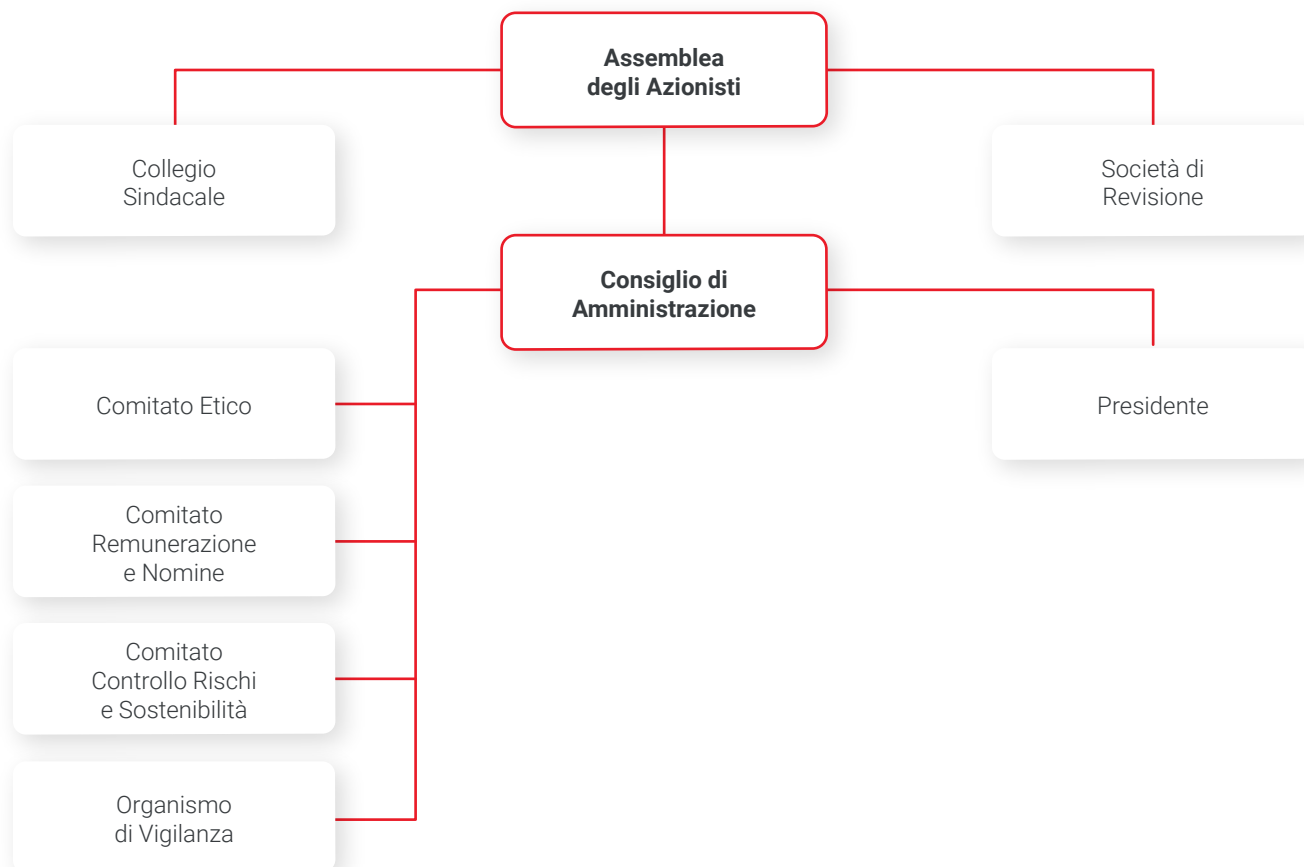 Assemblea
degli Azionisti
Collegio
Sindacale
Società di
Revisione
Consiglio di
Amministrazione
Comitato Etico
Presidente
Comitato
Remunerazione
e Nomine
Comitato
Controllo Rischi
e Sostenibilità
Organismo
di Vigilanza